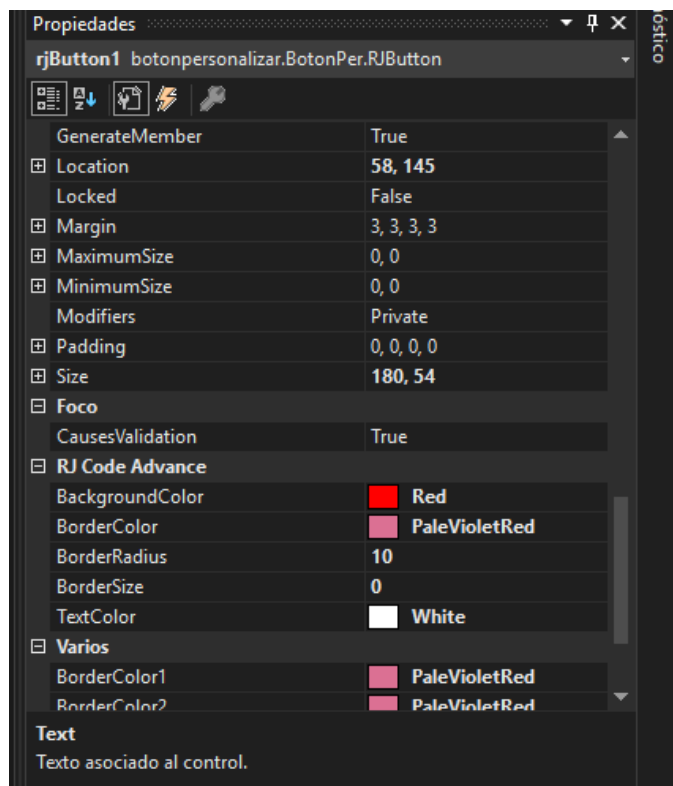 Propiedades
rjButton1 botonpersonalizar.BotonPer.RJButton
GenerateMember True
Location 58, 145
Locked False
Margin 3, 3, 3, 3
MaximumSize 0, 0
MinimumSize 0, 0
Modifiers Private
Padding 0, 0, 0, 0
Size 180, 54
Foco
CausesValidation True
RJ Code Advance
BackgroundColor Red
BorderColor PaleVioletRed
BorderRadius 10
BorderSize 0
TextColor White
Varios
BorderColor1 PaleVioletRed
BorderColor2 PaleVioletRed
Text
Texto asociado al control.
óstico